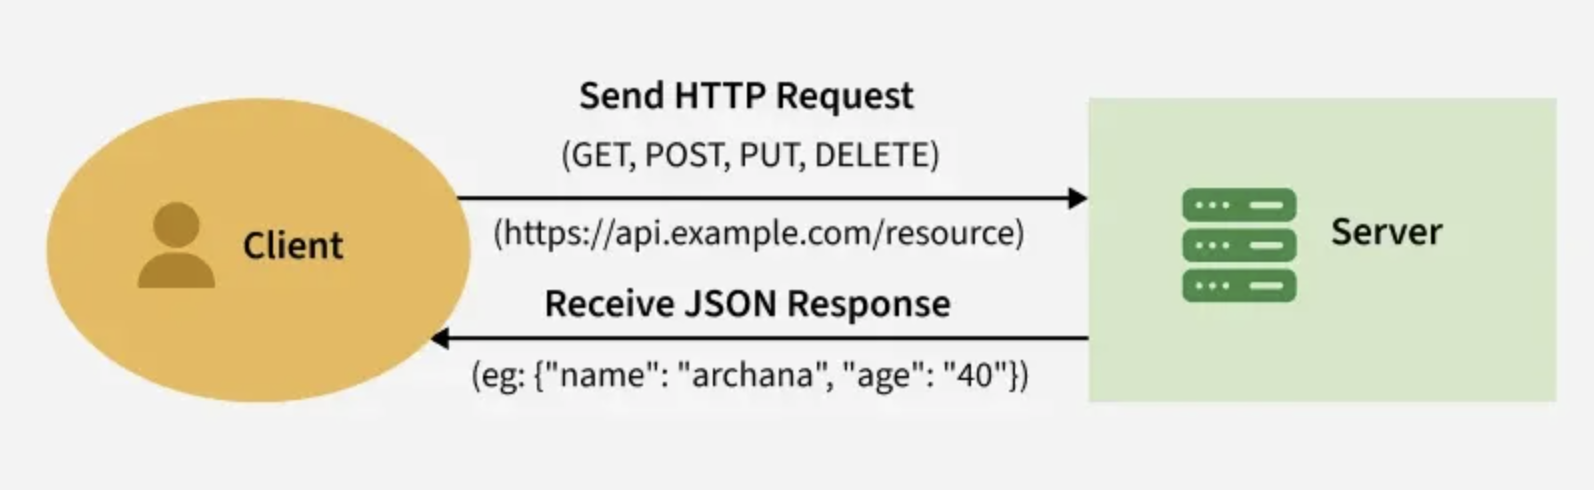 Send HTTP Request
(GET, POST, PUT, DELETE)
(https://api.example.com/resource)
Client
Server
Receive JSON Response
(eg: {"name": "archana", "age": "40"})